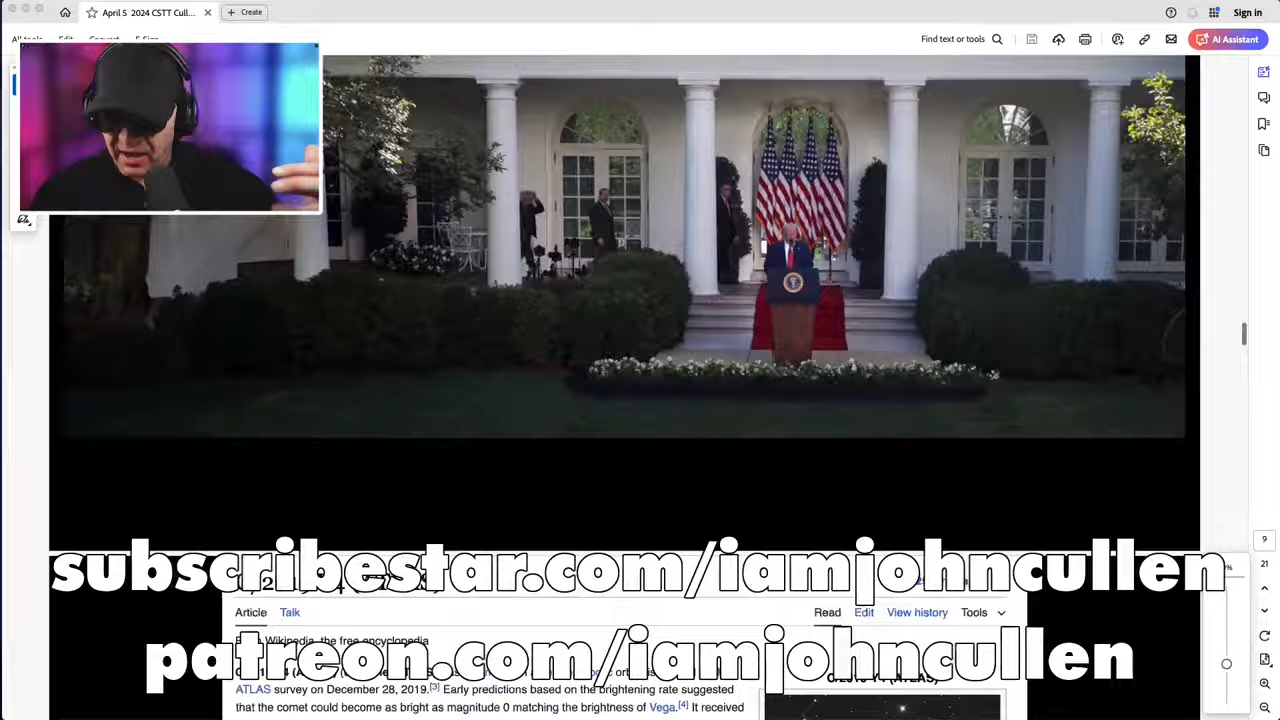 April 5 2024 CSTT Cull...
Create
Sign in
Find text or tools
AI Assistant
9
21
subscribestar.com/iamjohncullen
Article
Talk
Read
Edit
View history
Tools
Wikipedia, the free encyclopedia
patreon.com/iamjohncullen
ATLAS survey on December 28, 2019.[3] Early predictions based on the brightening rate suggested
that the comet could become as bright as magnitude 0 matching the brightness of Vega.[4] It received